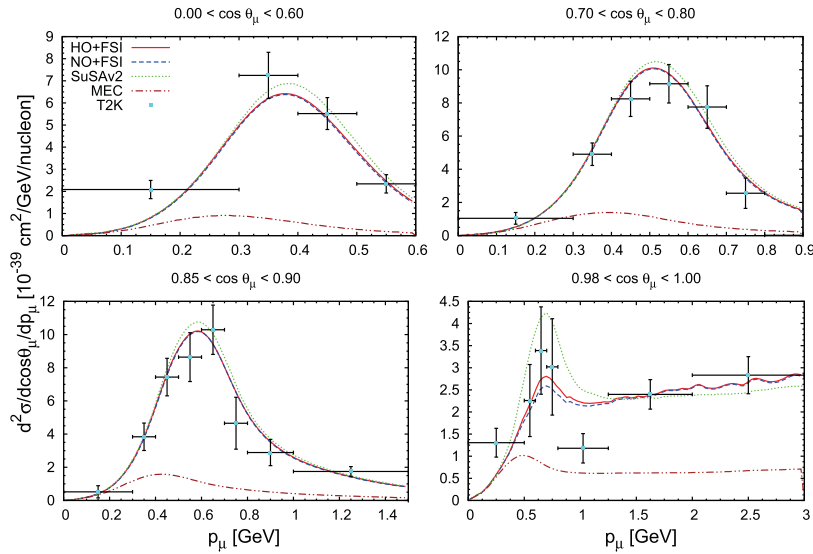 0.00 < cos θμ < 0.60
0.70 < cos θμ < 0.80
HO+FSI
NO+FSI
SuSAv2
MEC
T2K
9
8
7
6
5
4
3
2
1
0
0 0.1 0.2 0.3 0.4 0.5 0.6
12
10
8
6
4
2
0
0 0.1 0.2 0.3 0.4 0.5 0.6 0.7 0.8 0.9
d²σ/dcosθμ/dpμ [10⁻³⁹ cm²/GeV/nucleon]
0.85 < cos θμ < 0.90
0.98 < cos θμ < 1.00
12
10
8
6
4
2
0
0 0.2 0.4 0.6 0.8 1 1.2 1.4
4.5
4
3.5
3
2.5
2
1.5
1
0.5
0
0 0.5 1 1.5 2 2.5 3
pμ [GeV]
pμ [GeV]